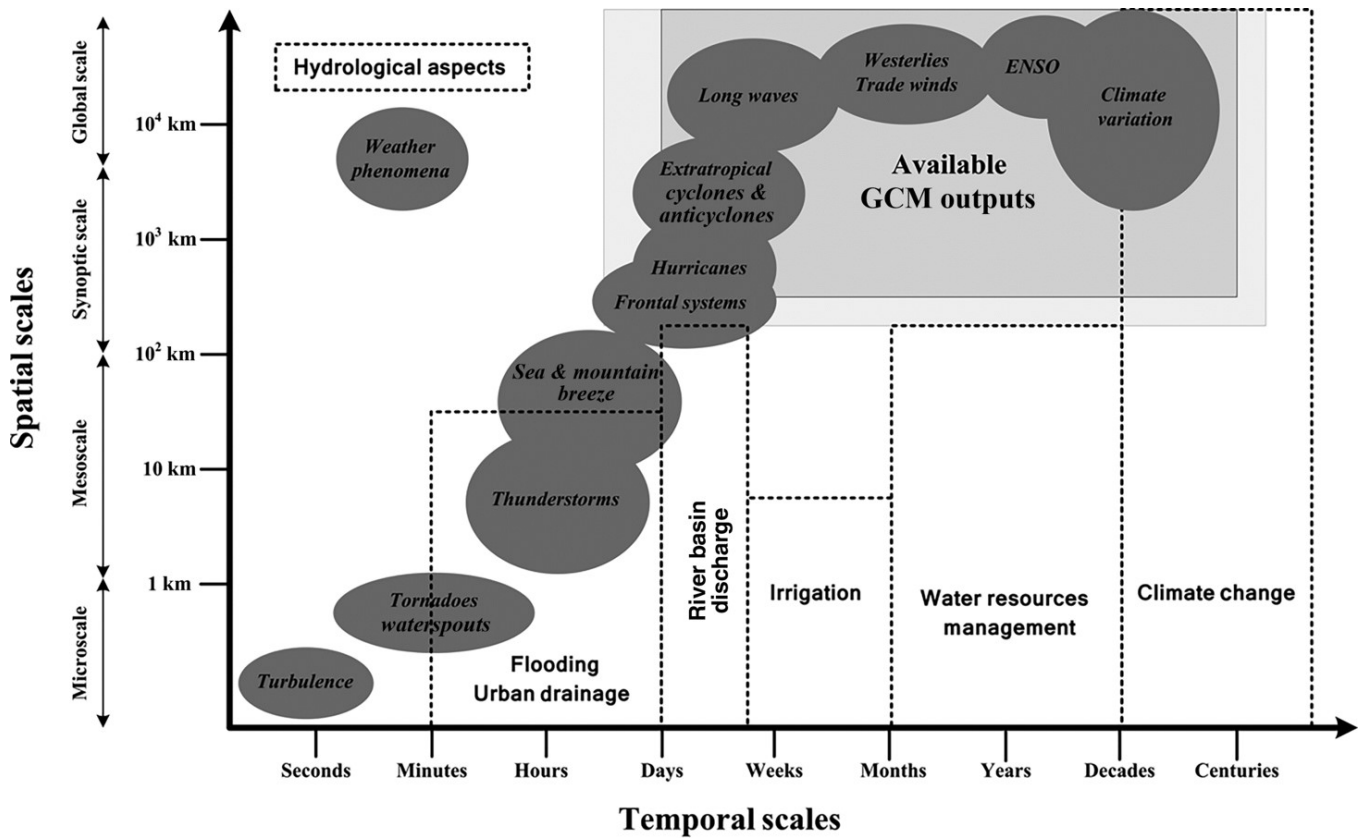 Hydrological aspects
Weather
phenomena
Long waves
Westerlies
Trade winds
ENSO
Climate
variation
Extratropical
cyclones &
anticyclones
Available
GCM outputs
Hurricanes
Frontal systems
Sea & mountain
breeze
Thunderstorms
Tornadoes
waterspouts
Turbulence
Flooding
Urban drainage
River basin
discharge
Irrigation
Water resources
management
Climate change
Spatial scales
Global scale
Synoptic scale
Mesoscale
Microscale
10⁴ km
10³ km
10² km
10 km
1 km
Seconds
Minutes
Hours
Days
Weeks
Months
Years
Decades
Centuries
Temporal scales